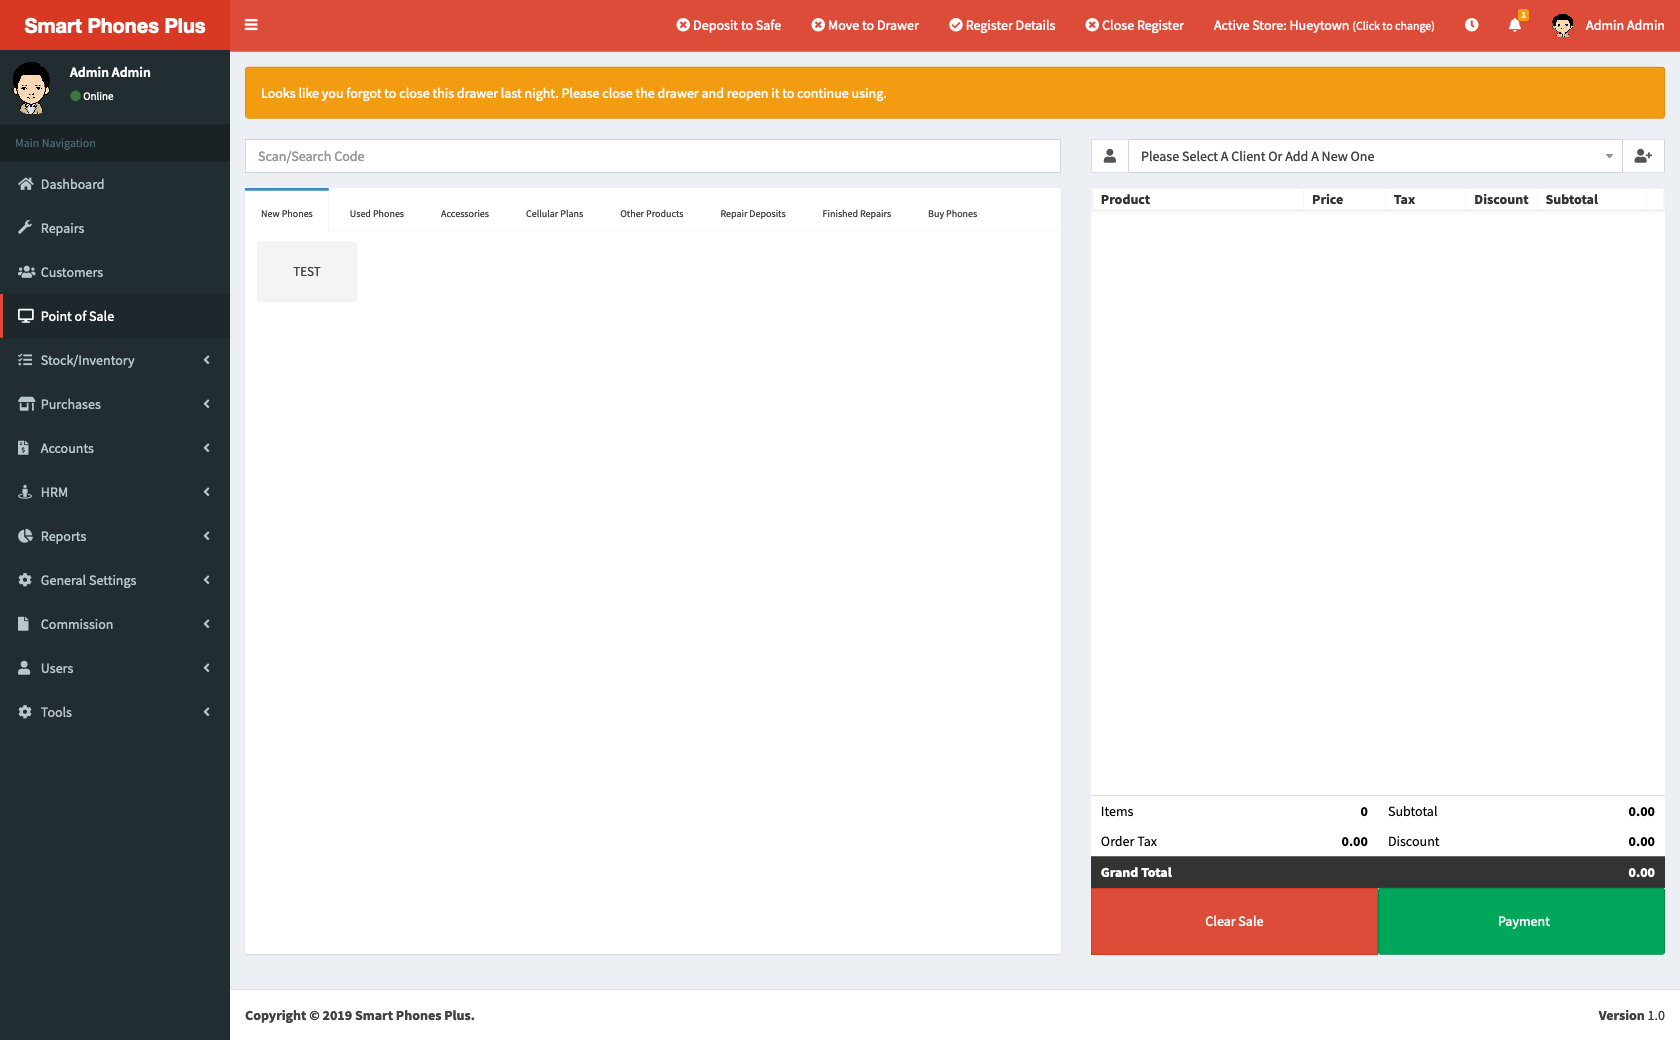 Smart Phones Plus
Deposit to Safe
Move to Drawer
Register Details
Close Register
Active Store: Hueytown (Click to change)
1
Admin Admin
Admin Admin
Online
Main Navigation
Dashboard
Repairs
Customers
Point of Sale
Stock/Inventory
Purchases
Accounts
HRM
Reports
General Settings
Commission
Users
Tools
Looks like you forgot to close this drawer last night. Please close the drawer and reopen it to continue using.
Scan/Search Code
Please Select A Client Or Add A New One
New Phones
Used Phones
Accessories
Cellular Plans
Other Products
Repair Deposits
Finished Repairs
Buy Phones
TEST
Product Price Tax Discount Subtotal
Items 0 Subtotal 0.00
Order Tax 0.00 Discount 0.00
Grand Total 0.00
Clear Sale
Payment
Copyright © 2019 Smart Phones Plus.
Version 1.0